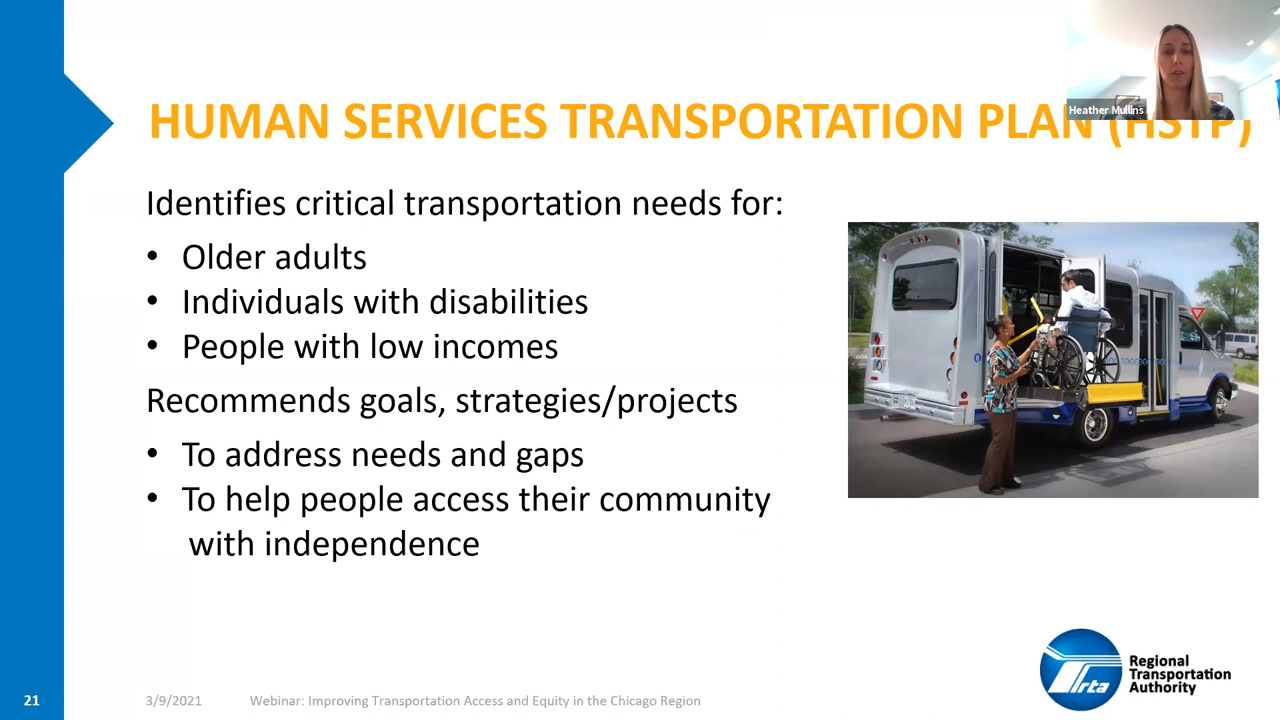 Heather Mullins
HUMAN SERVICES TRANSPORTATION PLAN (HSTP)
Identifies critical transportation needs for:
• Older adults
• Individuals with disabilities
• People with low incomes
Recommends goals, strategies/projects
• To address needs and gaps
• To help people access their community
with independence
rta
Regional
Transportation
Authority
21
3/9/2021
Webinar: Improving Transportation Access and Equity in the Chicago Region